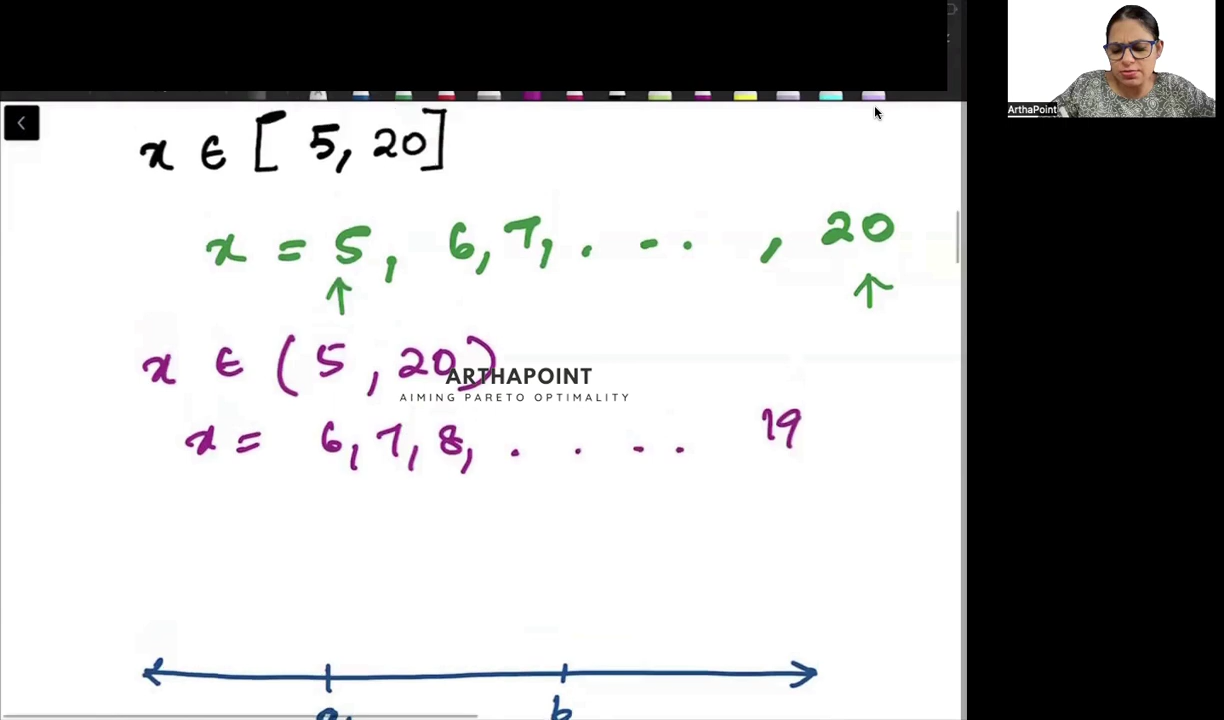 x ∈ [ 5, 20]
x = 5, 6, 7, . - - . , 20
↑ ↑
x ∈ ( 5 , 20)
ARTHAPOINT
AIMING PARETO OPTIMALITY
x = 6, 7, 8, . . . . 19
a b
ArthaPoint